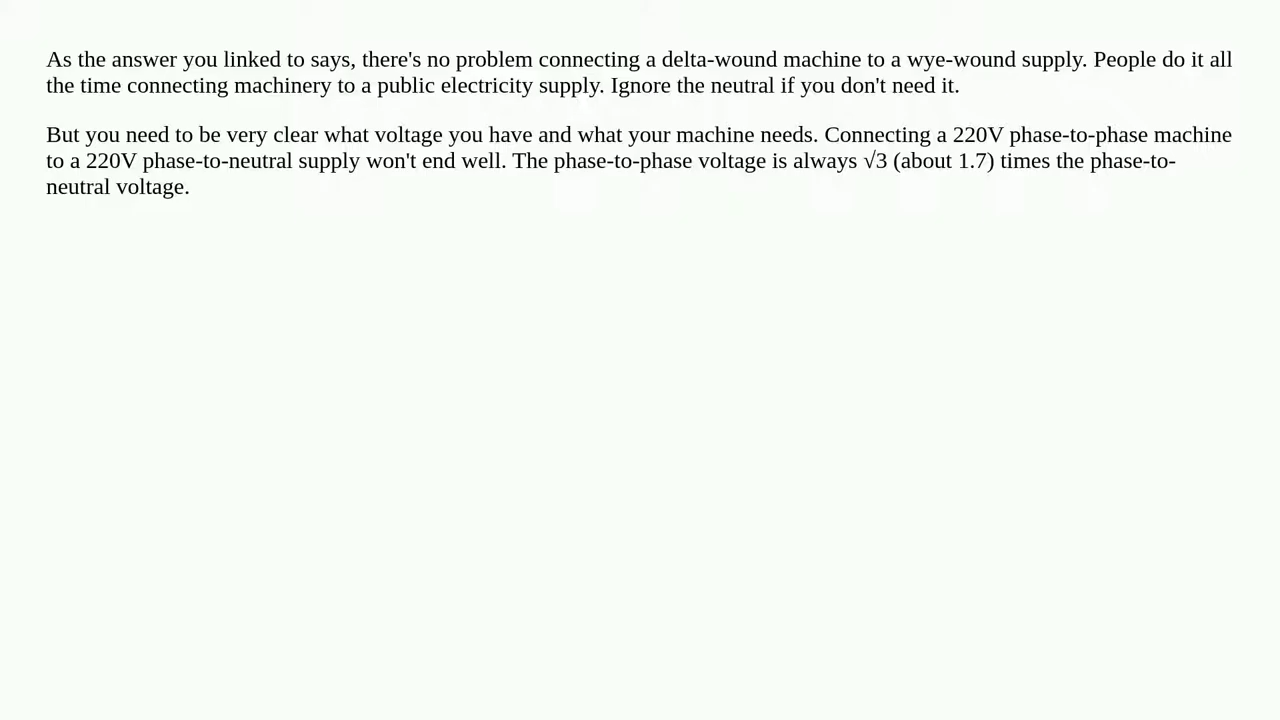 As the answer you linked to says, there's no problem connecting a delta-wound machine to a wye-wound supply. People do it all
the time connecting machinery to a public electricity supply. Ignore the neutral if you don't need it.
But you need to be very clear what voltage you have and what your machine needs. Connecting a 220V phase-to-phase machine
to a 220V phase-to-neutral supply won't end well. The phase-to-phase voltage is always √3 (about 1.7) times the phase-to-
neutral voltage.